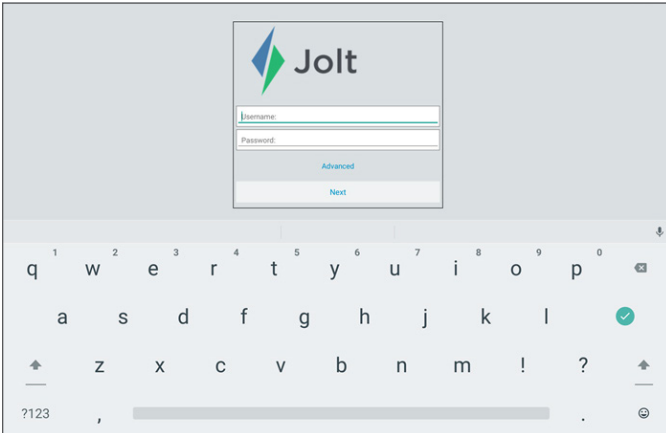 Jolt
Username:
Password:
Advanced
Next
1 2 3 4 5 6 7 8 9 0
q w e r t y u i o p
a s d f g h j k l
z x c v b n m ! ?
?123 , .